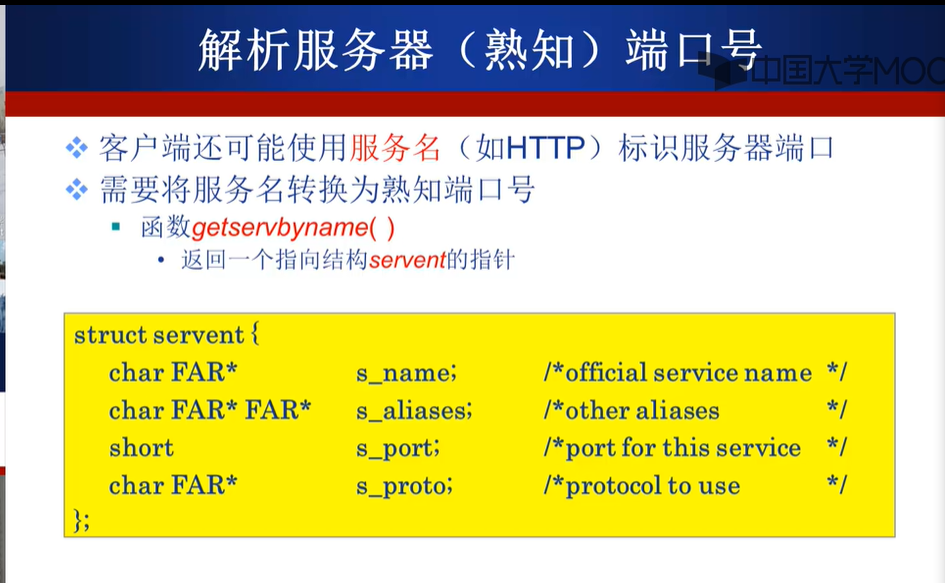 解析服务器（熟知）端口号
中国大学MOO
客户端还可能使用服务名（如HTTP）标识服务器端口
需要将服务名转换为熟知端口号
函数getservbyname( )
返回一个指向结构servent的指针
struct servent {
char FAR* s_name; /*official service name */
char FAR* FAR* s_aliases; /*other aliases */
short s_port; /*port for this service */
char FAR* s_proto; /*protocol to use */
};